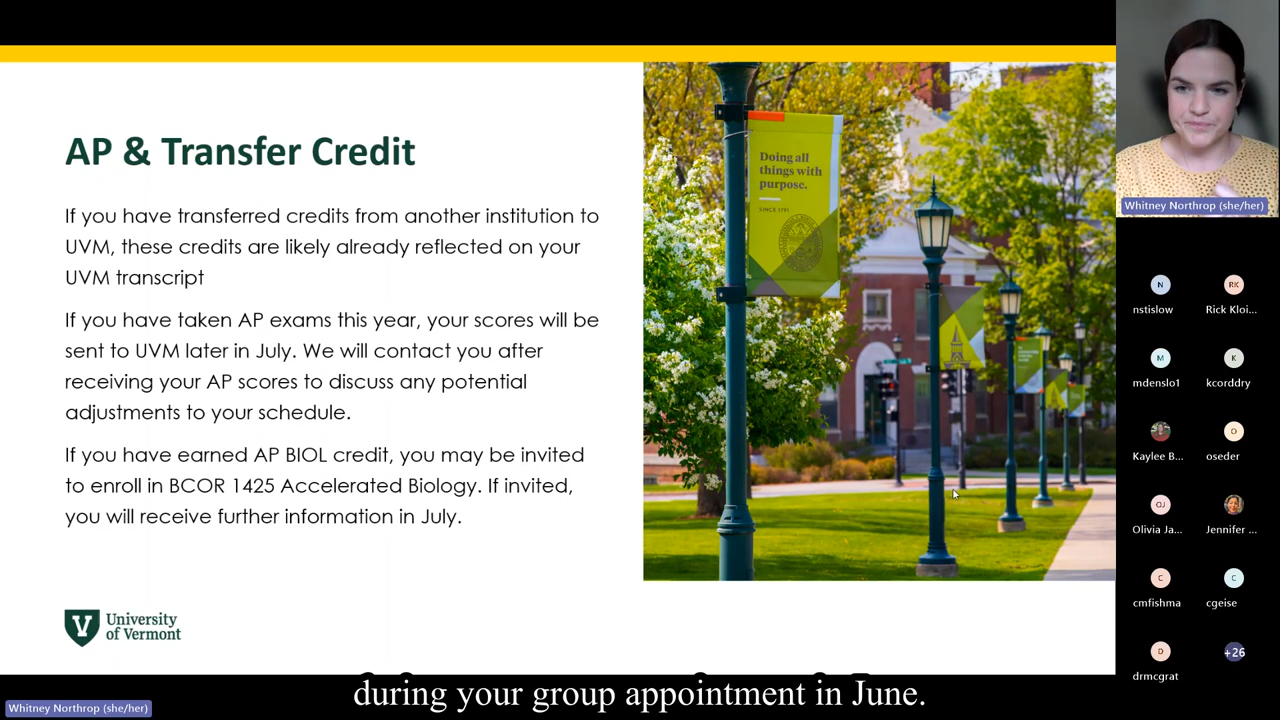 AP & Transfer Credit
If you have transferred credits from another institution to
UVM, these credits are likely already reflected on your
UVM transcript
If you have taken AP exams this year, your scores will be
sent to UVM later in July. We will contact you after
receiving your AP scores to discuss any potential
adjustments to your schedule.
If you have earned AP BIOL credit, you may be invited
to enroll in BCOR 1425 Accelerated Biology. If invited,
you will receive further information in July.
University
of Vermont
Doing all
things with
purpose.
SINCE 1791
Whitney Northrop (she/her)
N
RK
nstislow
Rick Kloi...
M
K
mdenslo1
kcorddry
O
Kaylee B...
oseder
OJ
Olivia Ja...
Jennifer ...
C
C
cmfishma
cgeise
D
+26
drmcgrat
during your group appointment in June.
Whitney Northrop (she/her)